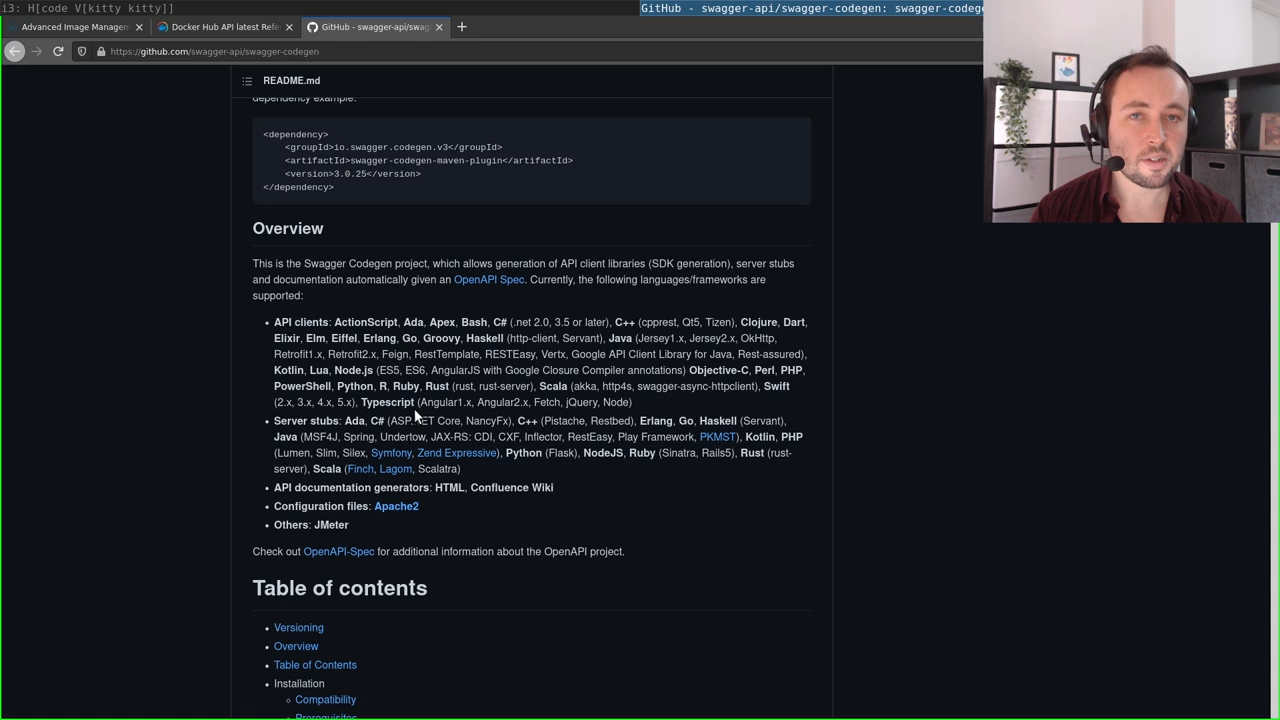 i3: H[code V[kitty kitty]]
GitHub - swagger-api/swagger-codegen: swagger-codeg
Advanced Image Managem
Docker Hub API latest Refe
GitHub - swagger-api/swag
https://github.com/swagger-api/swagger-codegen
README.md
dependency example:
<dependency>
<groupId>io.swagger.codegen.v3</groupId>
<artifactId>swagger-codegen-maven-plugin</artifactId>
<version>3.0.25</version>
</dependency>
Overview
This is the Swagger Codegen project, which allows generation of API client libraries (SDK generation), server stubs
and documentation automatically given an OpenAPI Spec. Currently, the following languages/frameworks are
supported:
• API clients: ActionScript, Ada, Apex, Bash, C# (.net 2.0, 3.5 or later), C++ (cpprest, Qt5, Tizen), Clojure, Dart,
Elixir, Elm, Eiffel, Erlang, Go, Groovy, Haskell (http-client, Servant), Java (Jersey1.x, Jersey2.x, OkHttp,
Retrofit1.x, Retrofit2.x, Feign, RestTemplate, RESTEasy, Vertx, Google API Client Library for Java, Rest-assured),
Kotlin, Lua, Node.js (ES5, ES6, AngularJS with Google Closure Compiler annotations) Objective-C, Perl, PHP,
PowerShell, Python, R, Ruby, Rust (rust, rust-server), Scala (akka, http4s, swagger-async-httpclient), Swift
(2.x, 3.x, 4.x, 5.x), Typescript (Angular1.x, Angular2.x, Fetch, jQuery, Node)
• Server stubs: Ada, C# (ASP.NET Core, NancyFx), C++ (Pistache, Restbed), Erlang, Go, Haskell (Servant),
Java (MSF4J, Spring, Undertow, JAX-RS: CDI, CXF, Inflector, RestEasy, Play Framework, PKMST), Kotlin, PHP
(Lumen, Slim, Silex, Symfony, Zend Expressive), Python (Flask), NodeJS, Ruby (Sinatra, Rails5), Rust (rust-
server), Scala (Finch, Lagom, Scalatra)
• API documentation generators: HTML, Confluence Wiki
• Configuration files: Apache2
• Others: JMeter
Check out OpenAPI-Spec for additional information about the OpenAPI project.
Table of contents
• Versioning
• Overview
• Table of Contents
• Installation
◦ Compatibility
◦ Prerequisites